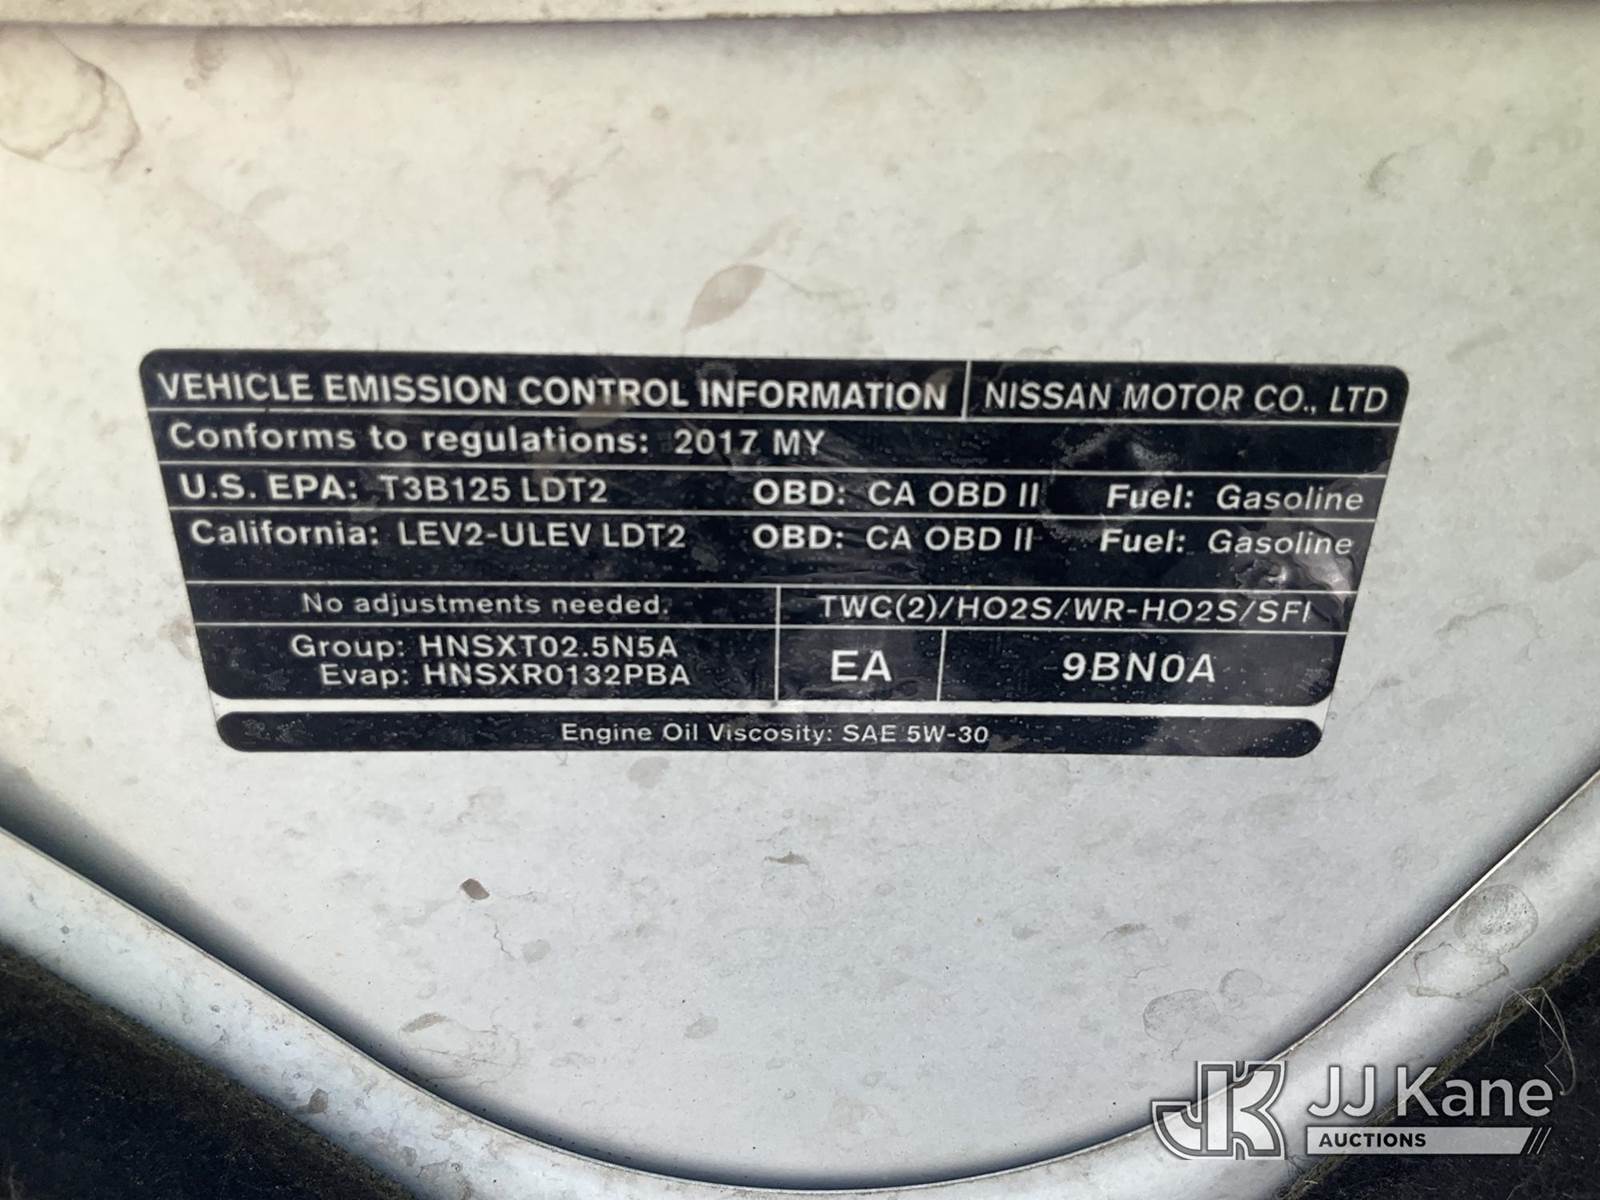 VEHICLE EMISSION CONTROL INFORMATION NISSAN MOTOR CO., LTD
Conforms to regulations: 2017 MY
U.S. EPA: T3B125 LDT2 OBD: CA OBD II Fuel: Gasoline
California: LEV2-ULEV LDT2 OBD: CA OBD II Fuel: Gasoline
No adjustments needed. TWC(2)/HO2S/WR-HO2S/SFI
Group: HNSXT02.5N5A
Evap: HNSXR0132PBA
EA 9BN0A
Engine Oil Viscosity: SAE 5W-30
JK JJ Kane
AUCTIONS